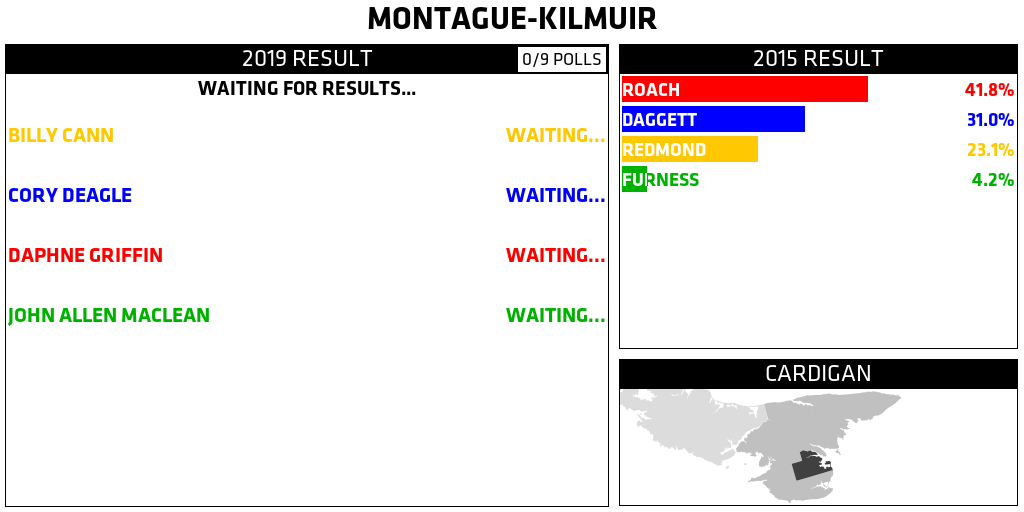 MONTAGUE-KILMUIR
2019 RESULT
0/9 POLLS
WAITING FOR RESULTS...
BILLY CANN WAITING...
CORY DEAGLE WAITING...
DAPHNE GRIFFIN WAITING...
JOHN ALLEN MACLEAN WAITING...
2015 RESULT
ROACH 41.8%
DAGGETT 31.0%
REDMOND 23.1%
FURNESS 4.2%
CARDIGAN